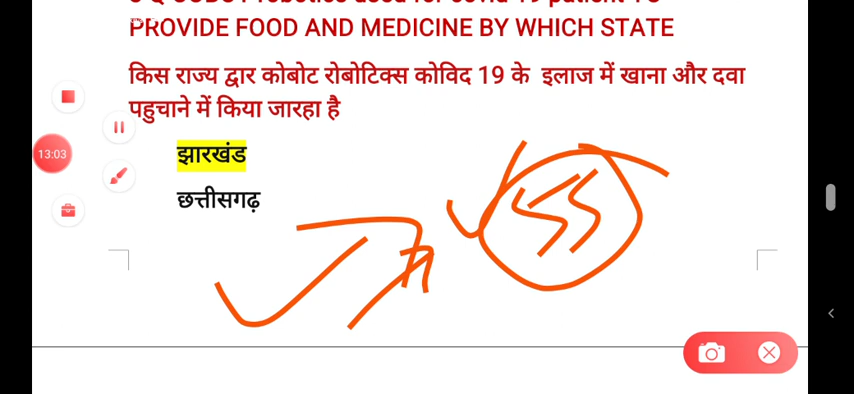 PROVIDE FOOD AND MEDICINE BY WHICH STATE
किस राज्य द्वार कोबोट रोबोटिक्स कोविद 19 के इलाज में खाना और दवा
पहुचाने में किया जारहा है
13:03
झारखंड
छत्तीसगढ़